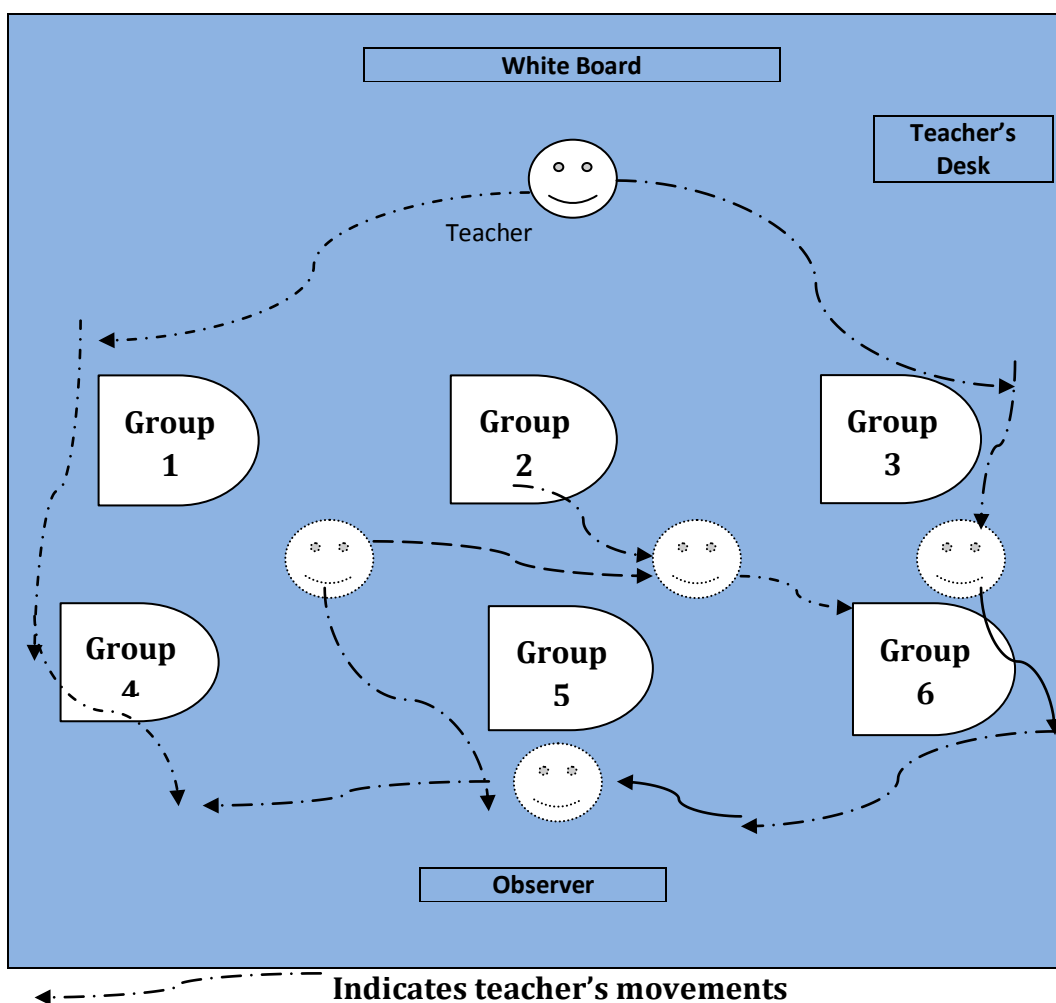 White Board
Teacher’s
Desk
Teacher
Group
1
Group
2
Group
3
Group
4
Group
5
Group
6
Observer
Indicates teacher’s movements